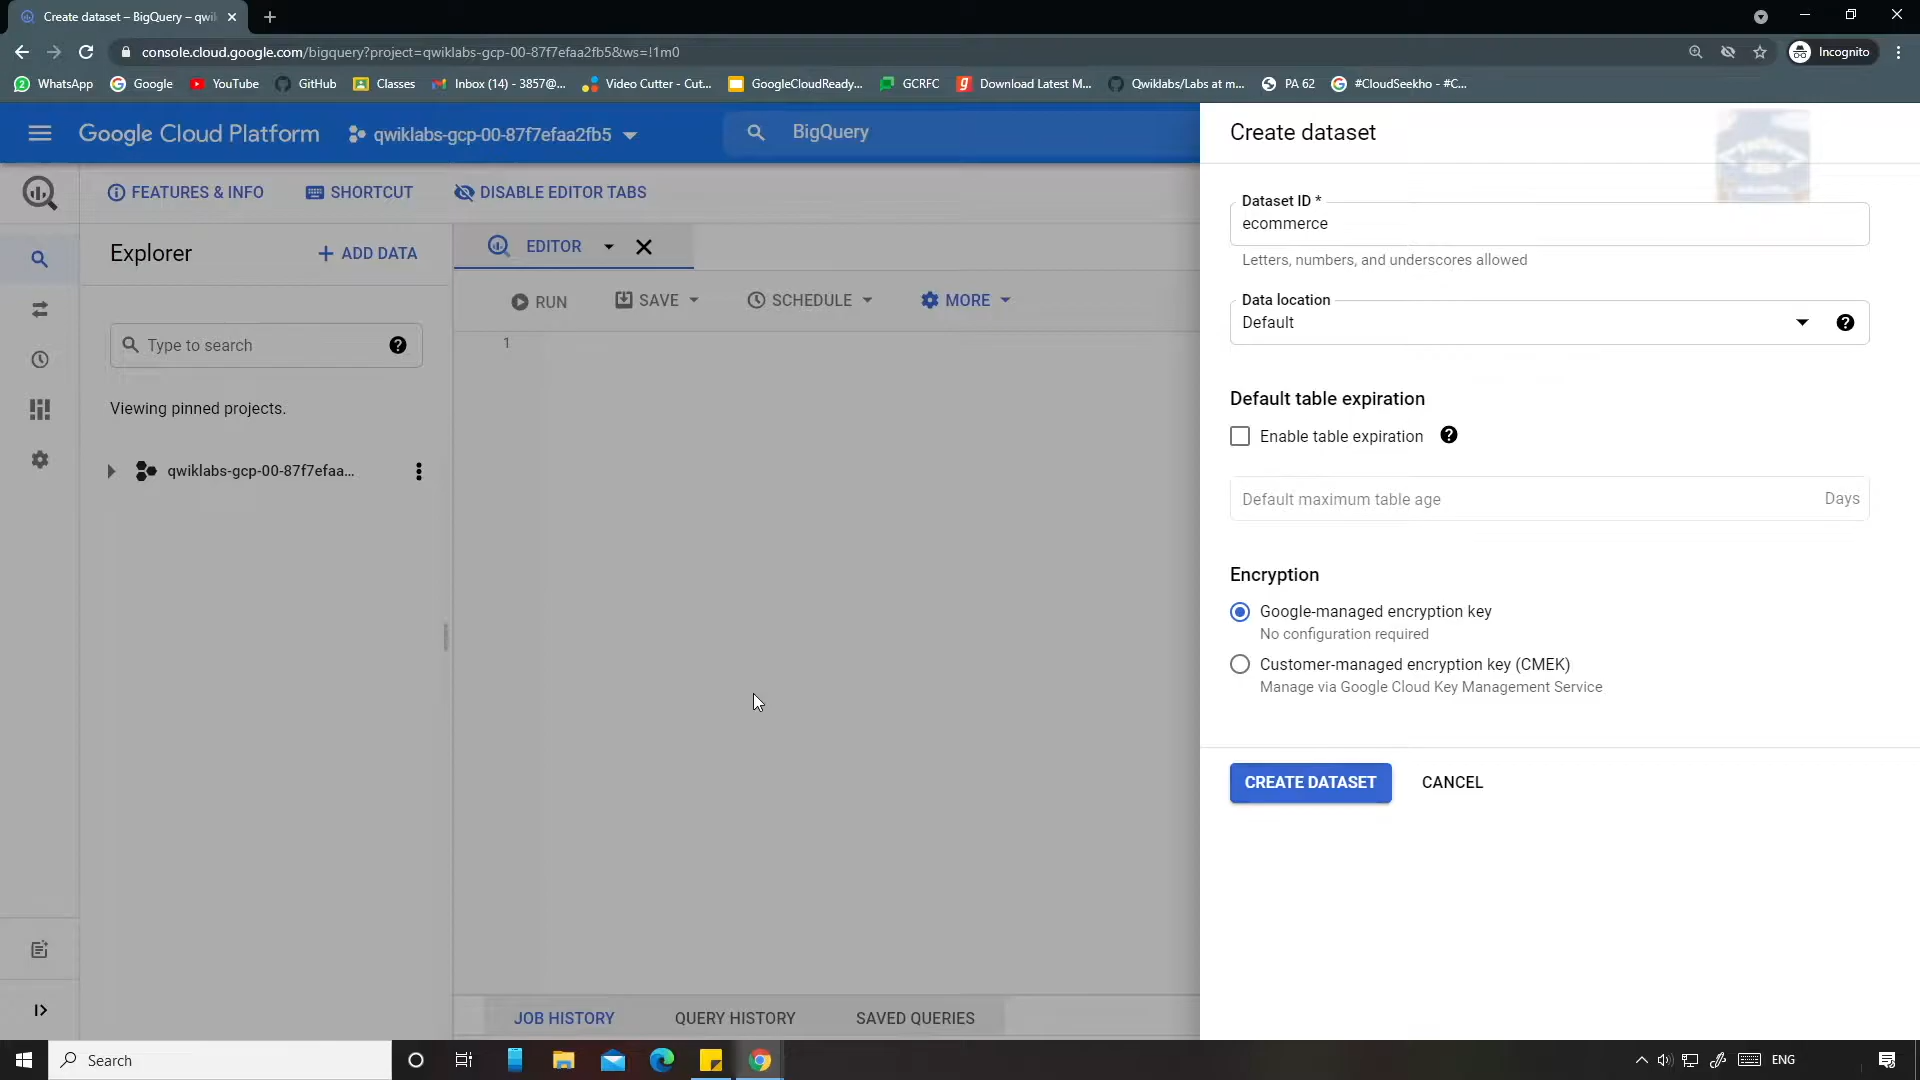 Create dataset – BigQuery – qwik
console.cloud.google.com/bigquery?project=qwiklabs-gcp-00-87f7efaa2fb5&ws=!1m0
Incognito
WhatsApp
Google
YouTube
GitHub
Classes
Inbox (14) - 3857@...
Video Cutter - Cut...
GoogleCloudReady...
GCRFC
Download Latest M...
Qwiklabs/Labs at m...
PA 62
#CloudSeekho - #C...
Google Cloud Platform
qwiklabs-gcp-00-87f7efaa2fb5
BigQuery
FEATURES & INFO
SHORTCUT
DISABLE EDITOR TABS
Explorer
ADD DATA
EDITOR
RUN
SAVE
SCHEDULE
MORE
Type to search
1
Viewing pinned projects.
qwiklabs-gcp-00-87f7efaa...
JOB HISTORY
QUERY HISTORY
SAVED QUERIES
Create dataset
Dataset ID *
ecommerce
Letters, numbers, and underscores allowed
Data location
Default
Default table expiration
Enable table expiration
Default maximum table age
Days
Encryption
Google-managed encryption key
No configuration required
Customer-managed encryption key (CMEK)
Manage via Google Cloud Key Management Service
CREATE DATASET
CANCEL
Search
ENG